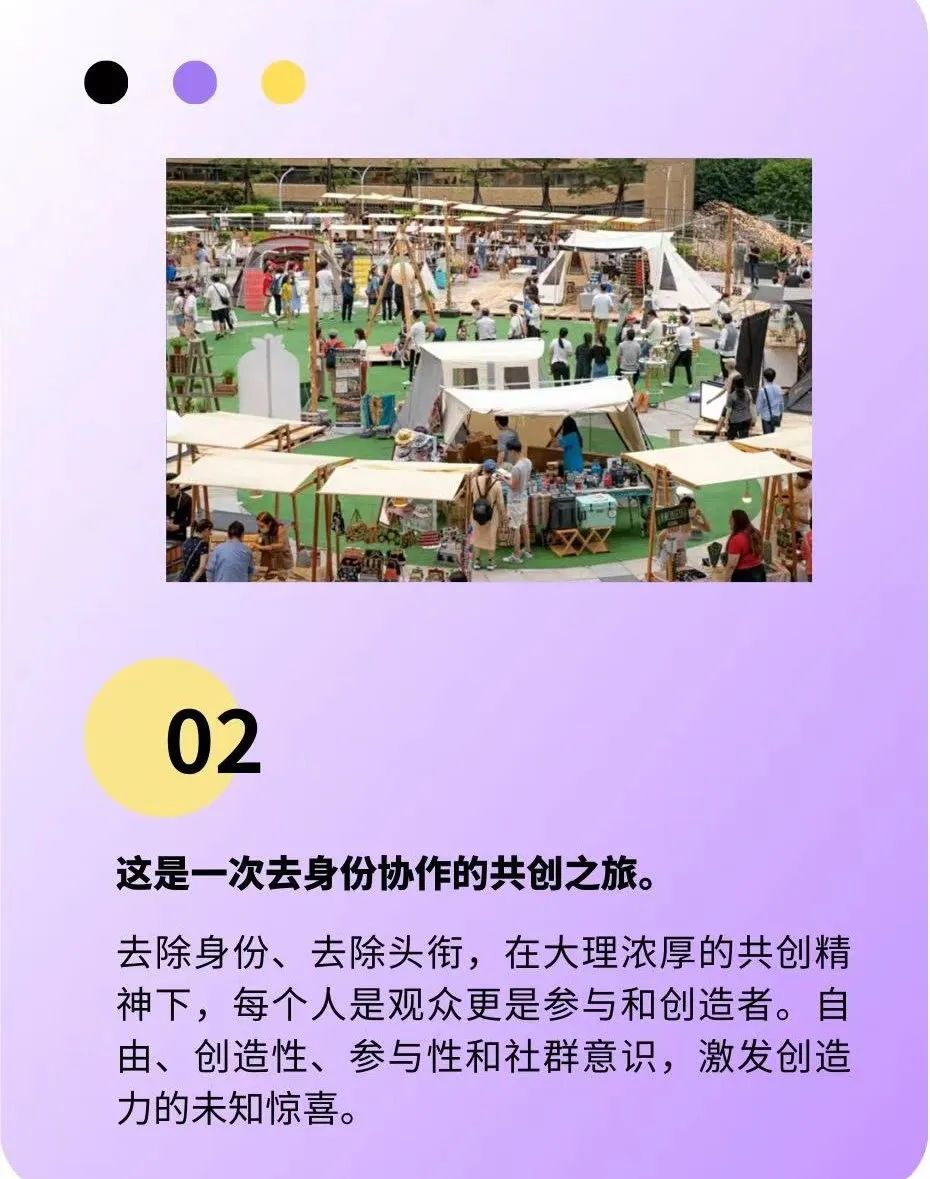 02
这是一次去身份协作的共创之旅。
去除身份、去除头衔，在大理浓厚的共创精
神下，每个人是观众更是参与和创造者。自
由、创造性、参与性和社群意识，激发创造
力的未知惊喜。